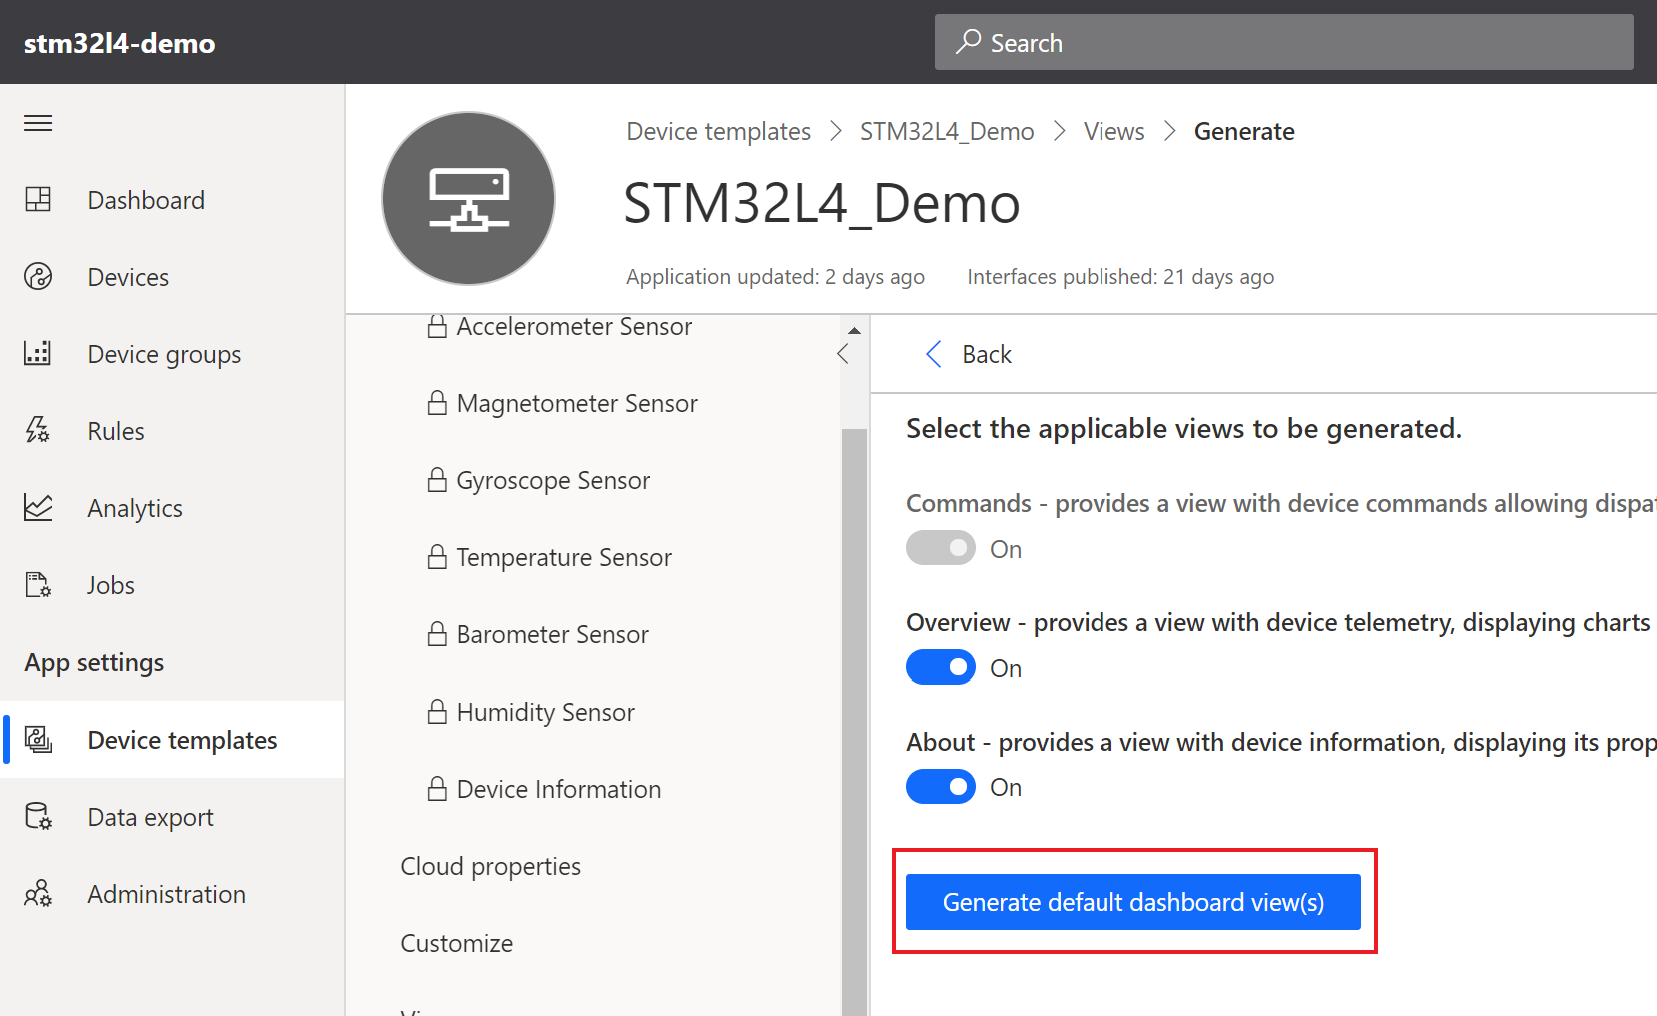 stm32l4-demo
Search
Dashboard
Devices
Device groups
Rules
Analytics
Jobs
App settings
Device templates
Data export
Administration
Device templates > STM32L4_Demo > Views > Generate
STM32L4_Demo
Application updated: 2 days ago Interfaces published: 21 days ago
Accelerometer Sensor
Magnetometer Sensor
Gyroscope Sensor
Temperature Sensor
Barometer Sensor
Humidity Sensor
Device Information
Cloud properties
Customize
Back
Select the applicable views to be generated.
Commands - provides a view with device commands allowing
On
Overview - provides a view with device telemetry, displaying charts
On
About - provides a view with device information, displaying its
On
Generate default dashboard view(s)